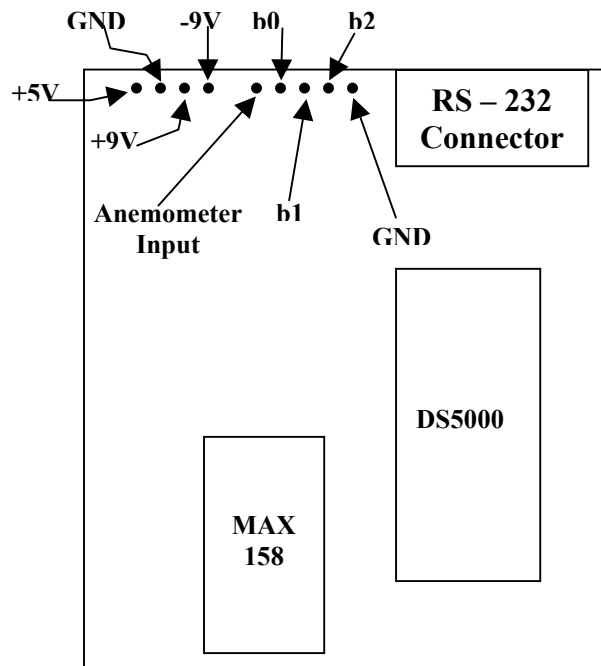 GND
-9V
b0
b2
+5V
+9V
RS – 232
Connector
Anemometer
Input
b1
GND
DS5000
MAX
158